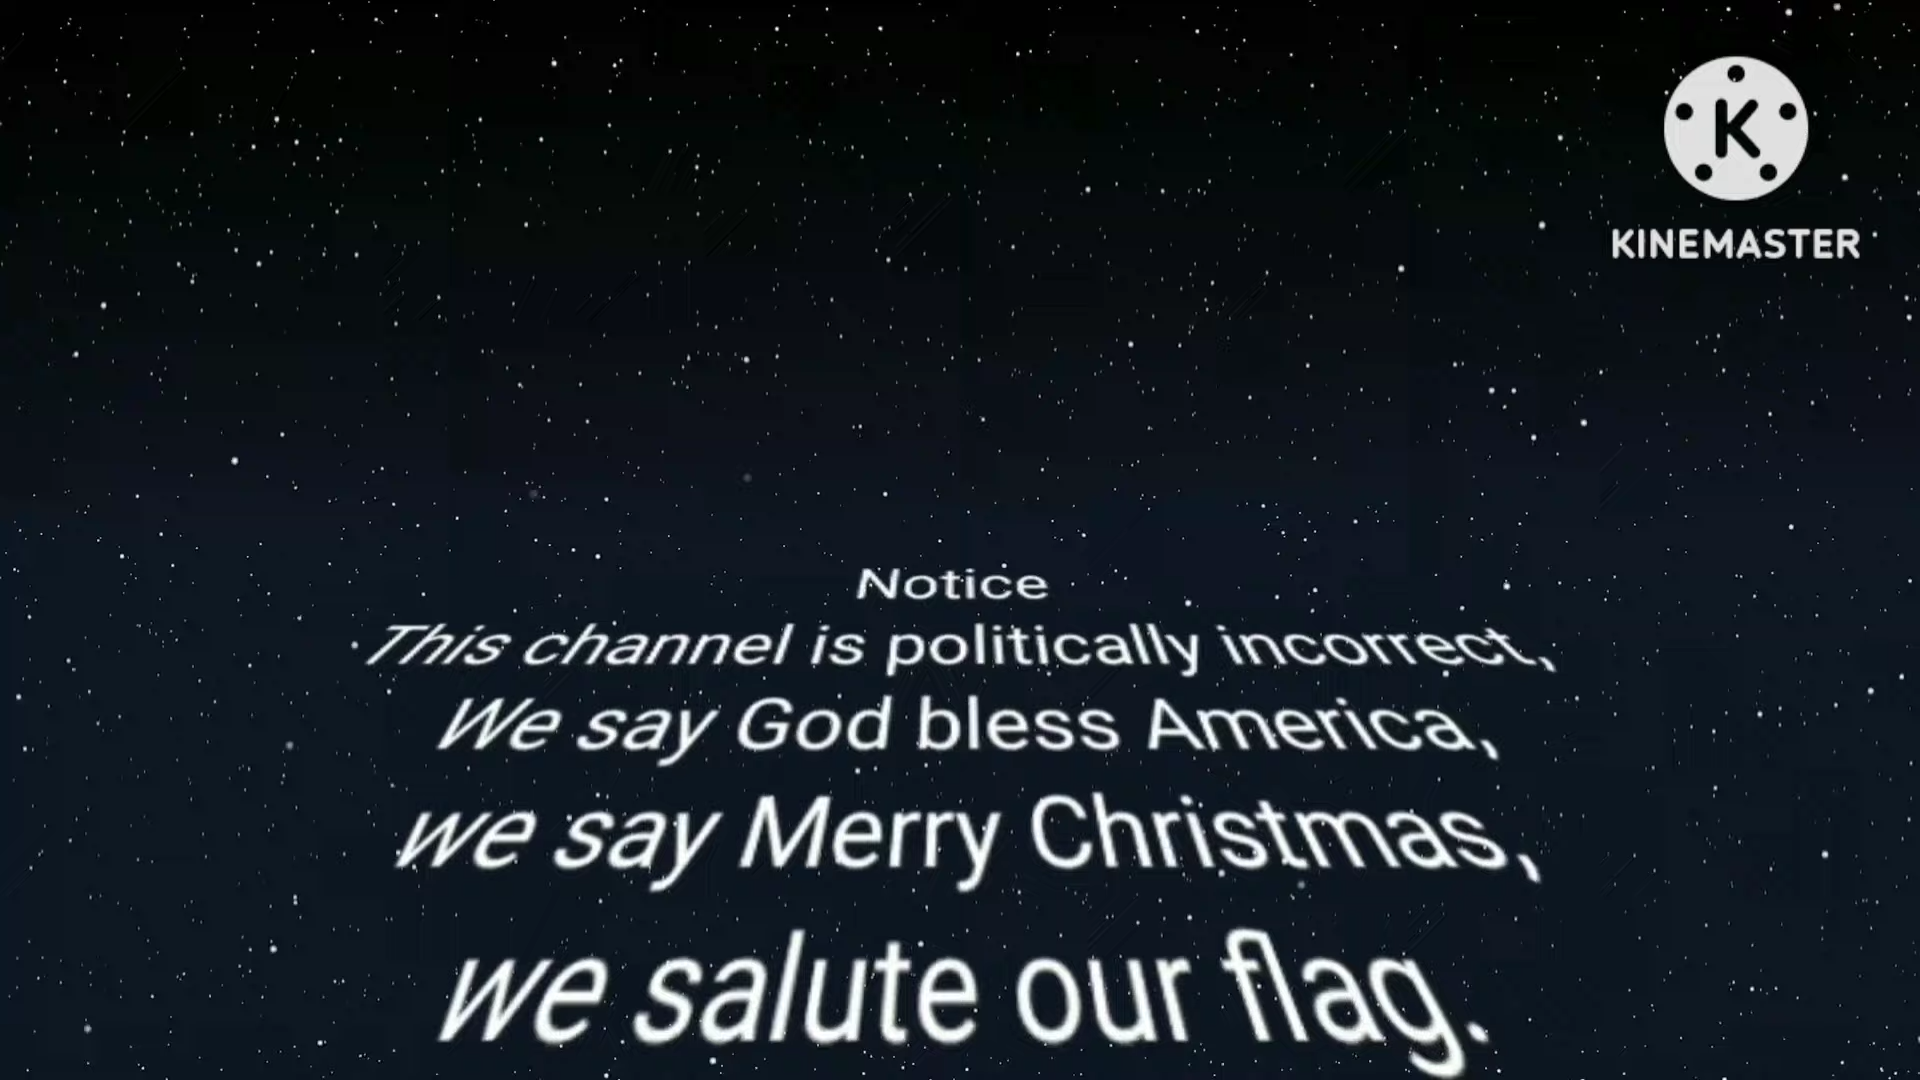 K
KINEMASTER
Notice
This channel is politically incorrect,
We say God bless America,
we say Merry Christmas,
we salute our flag.